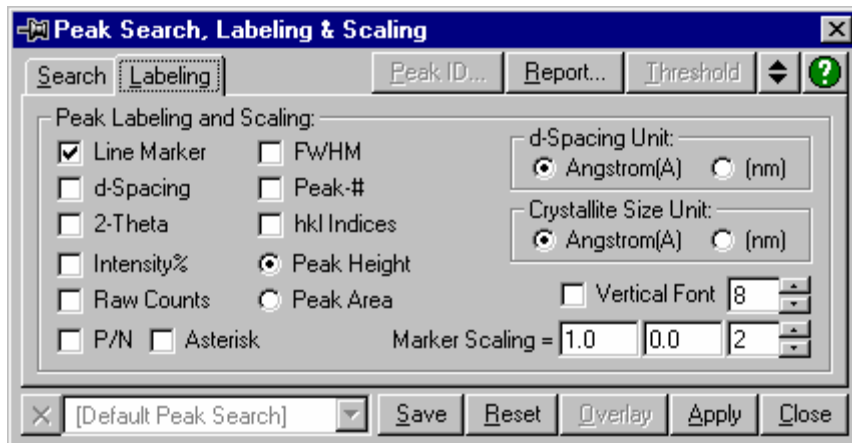 Peak Search, Labeling & Scaling
Search Labeling Peak ID... Report... Threshold ?
Peak Labeling and Scaling:
Line Marker FWHM
d-Spacing Peak-#
2-Theta hkl Indices
Intensity% Peak Height
Raw Counts Peak Area
P/N Asterisk
d-Spacing Unit:
Angstrom(A) (nm)
Crystallite Size Unit:
Angstrom(A) (nm)
Vertical Font 8
Marker Scaling = 1.0 0.0 2
[Default Peak Search] Save Reset Overlay Apply Close